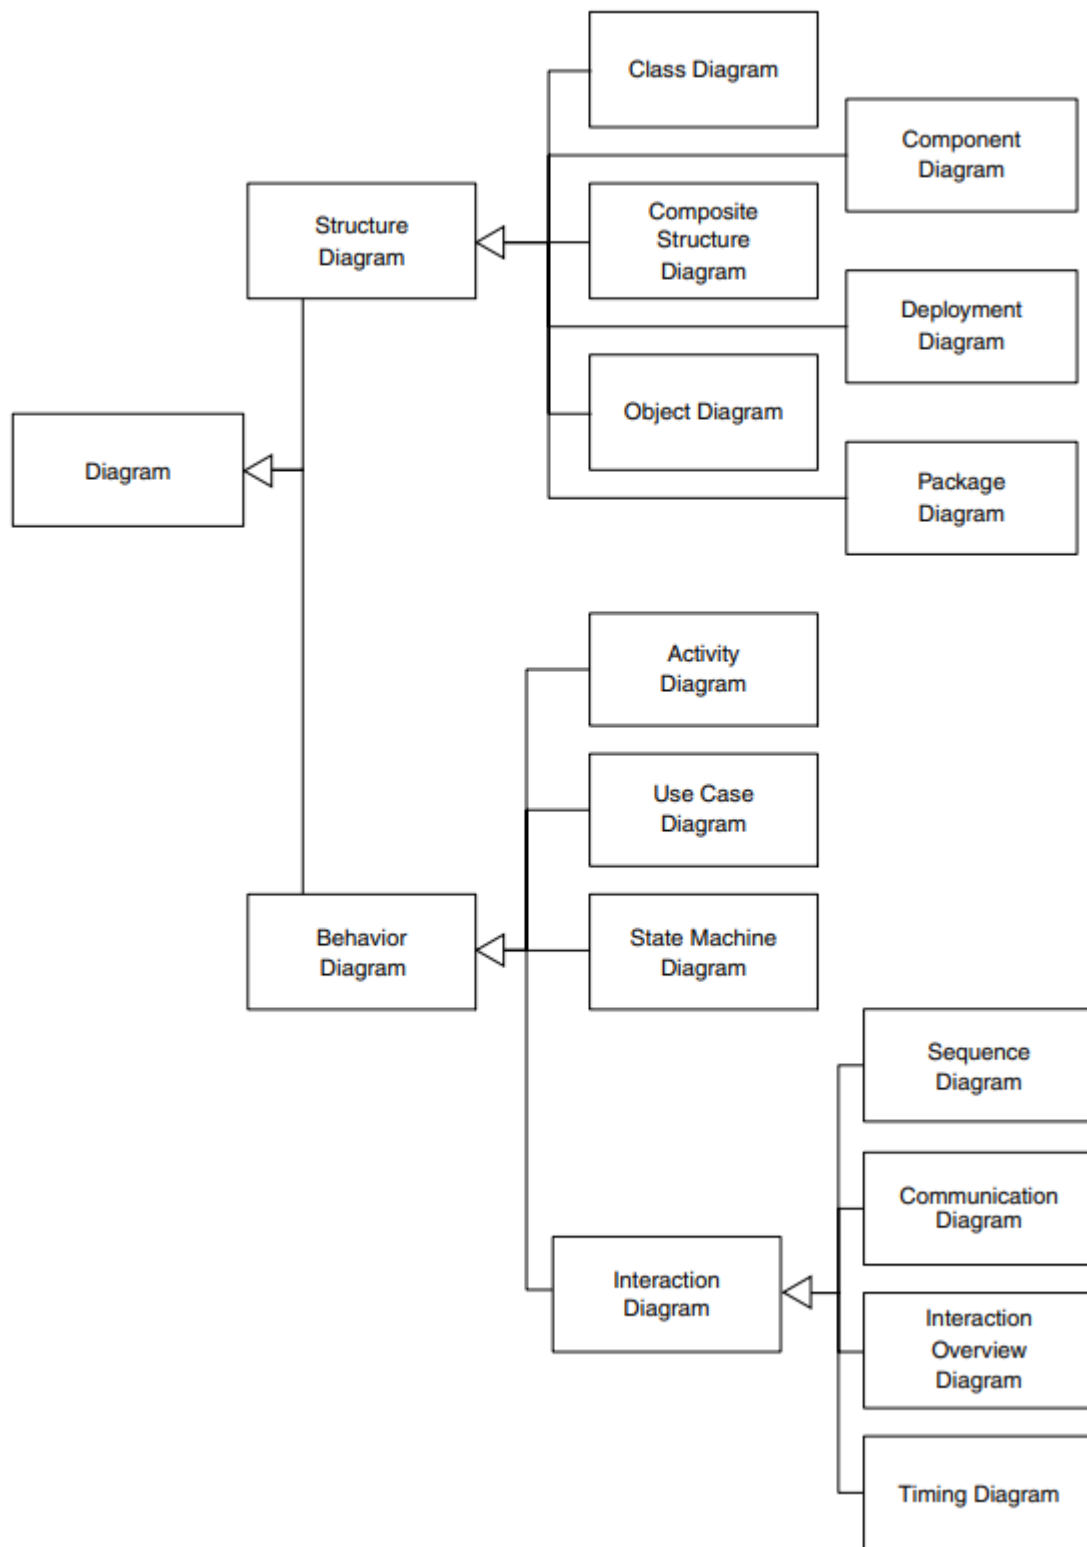 Class Diagram
Component
Diagram
Structure
Diagram
Composite
Structure
Diagram
Deployment
Diagram
Object Diagram
Diagram
Package
Diagram
Activity
Diagram
Use Case
Diagram
Behavior
Diagram
State Machine
Diagram
Sequence
Diagram
Communication
Diagram
Interaction
Diagram
Interaction
Overview
Diagram
Timing Diagram